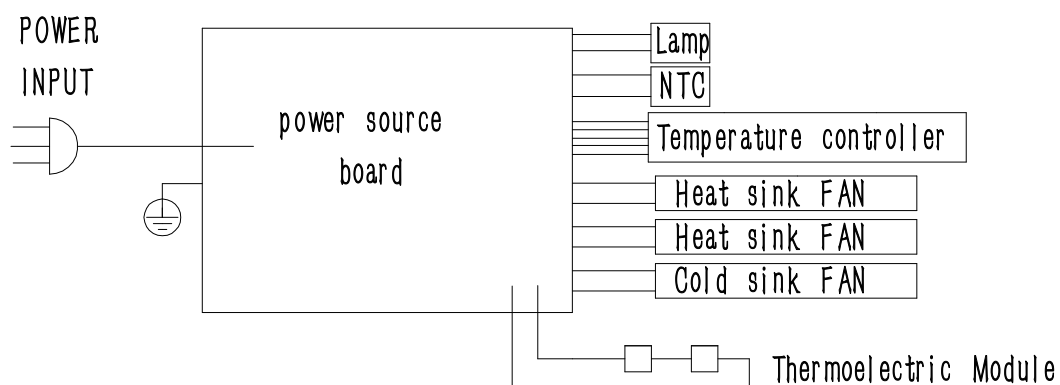 POWER
INPUT
power source
board
Lamp
NTC
Temperature controller
Heat sink FAN
Heat sink FAN
Cold sink FAN
Thermoelectric Module